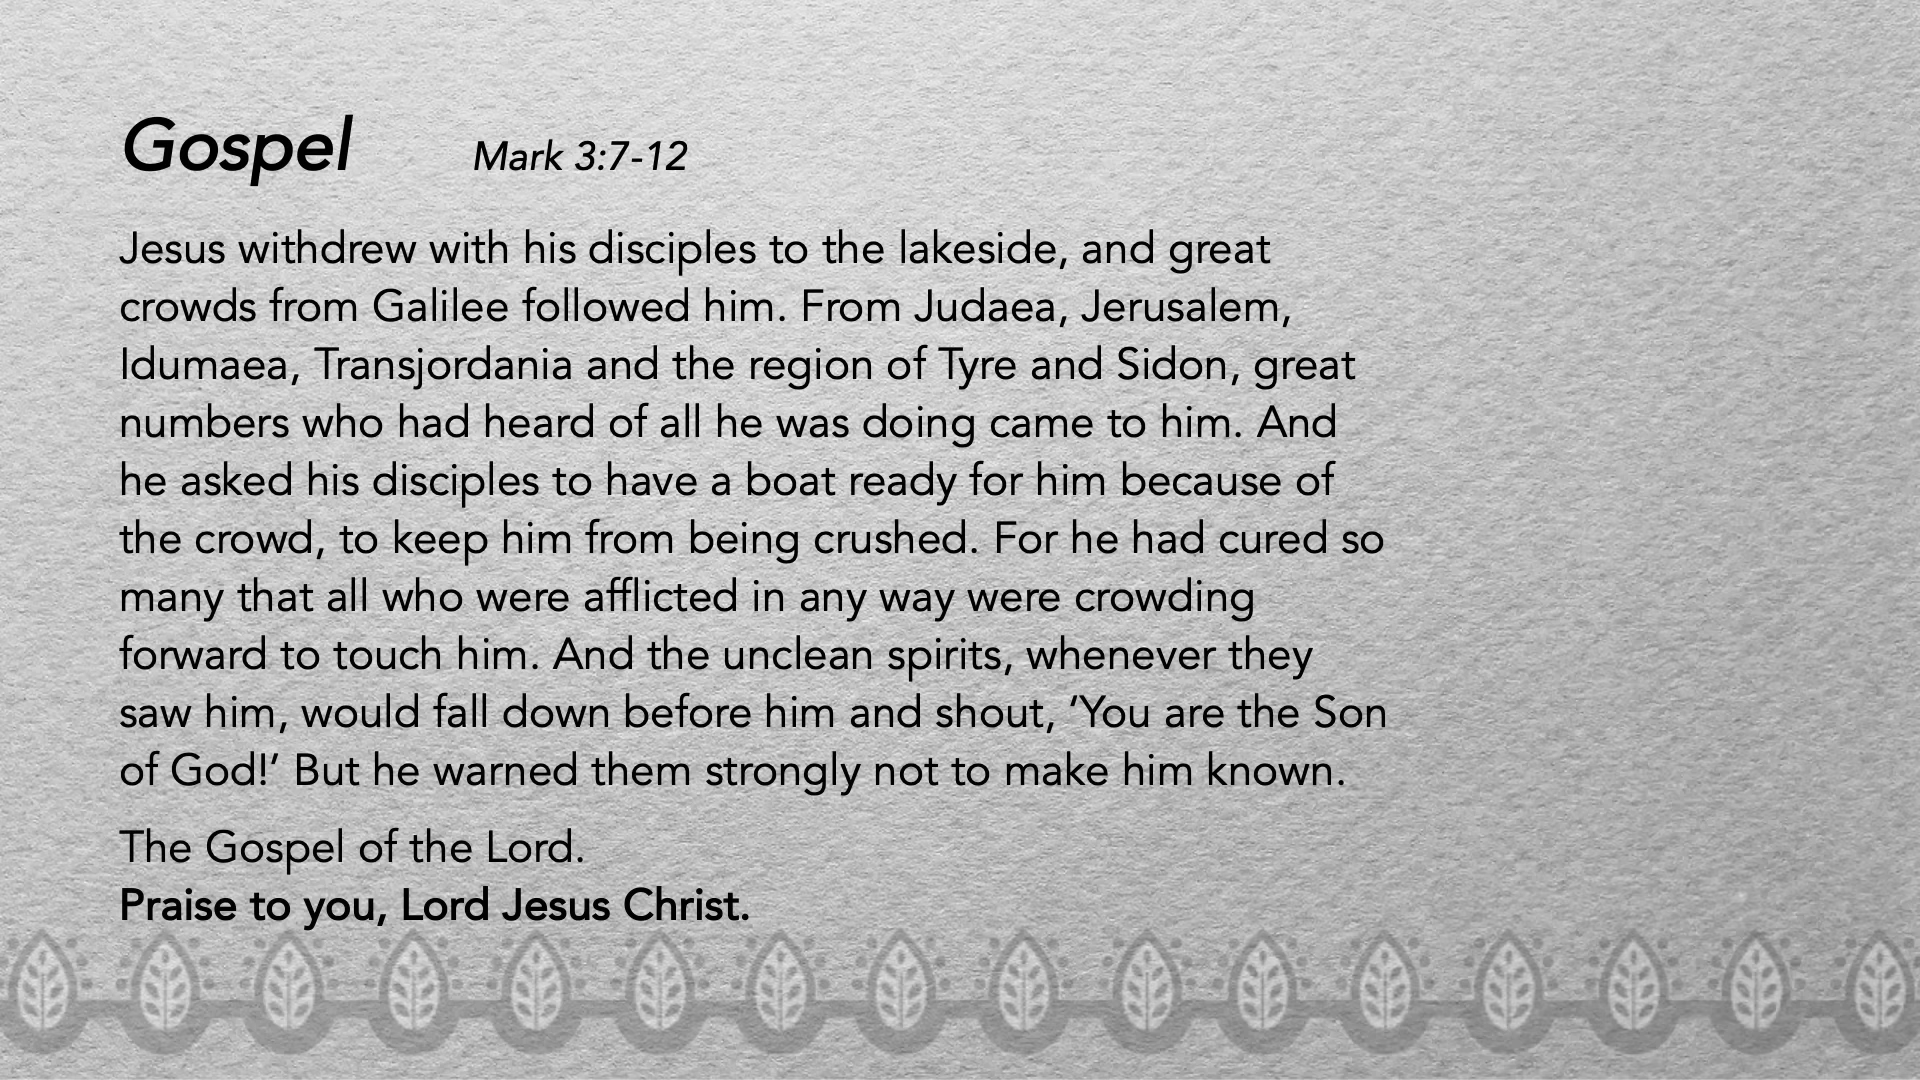 Gospel Mark 3:7-12
Jesus withdrew with his disciples to the lakeside, and great
crowds from Galilee followed him. From Judaea, Jerusalem,
Idumaea, Transjordania and the region of Tyre and Sidon, great
numbers who had heard of all he was doing came to him. And
he asked his disciples to have a boat ready for him because of
the crowd, to keep him from being crushed. For he had cured so
many that all who were afflicted in any way were crowding
forward to touch him. And the unclean spirits, whenever they
saw him, would fall down before him and shout, ‘You are the Son
of God!’ But he warned them strongly not to make him known.
The Gospel of the Lord.
Praise to you, Lord Jesus Christ.